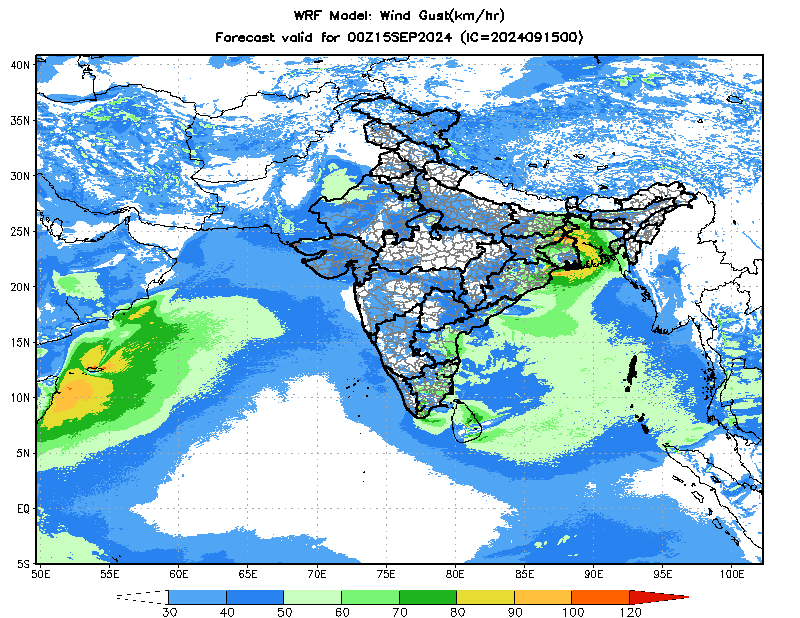 WRF Model: Wind Gust(km/hr)
Forecast valid for 00Z15SEP2024 (IC=2024091500)
40N
35N
30N
25N
20N
15N
10N
5N
EQ
5S
50E 55E 60E 65E 70E 75E 80E 85E 90E 95E 100E
30 40 50 60 70 80 90 100 120